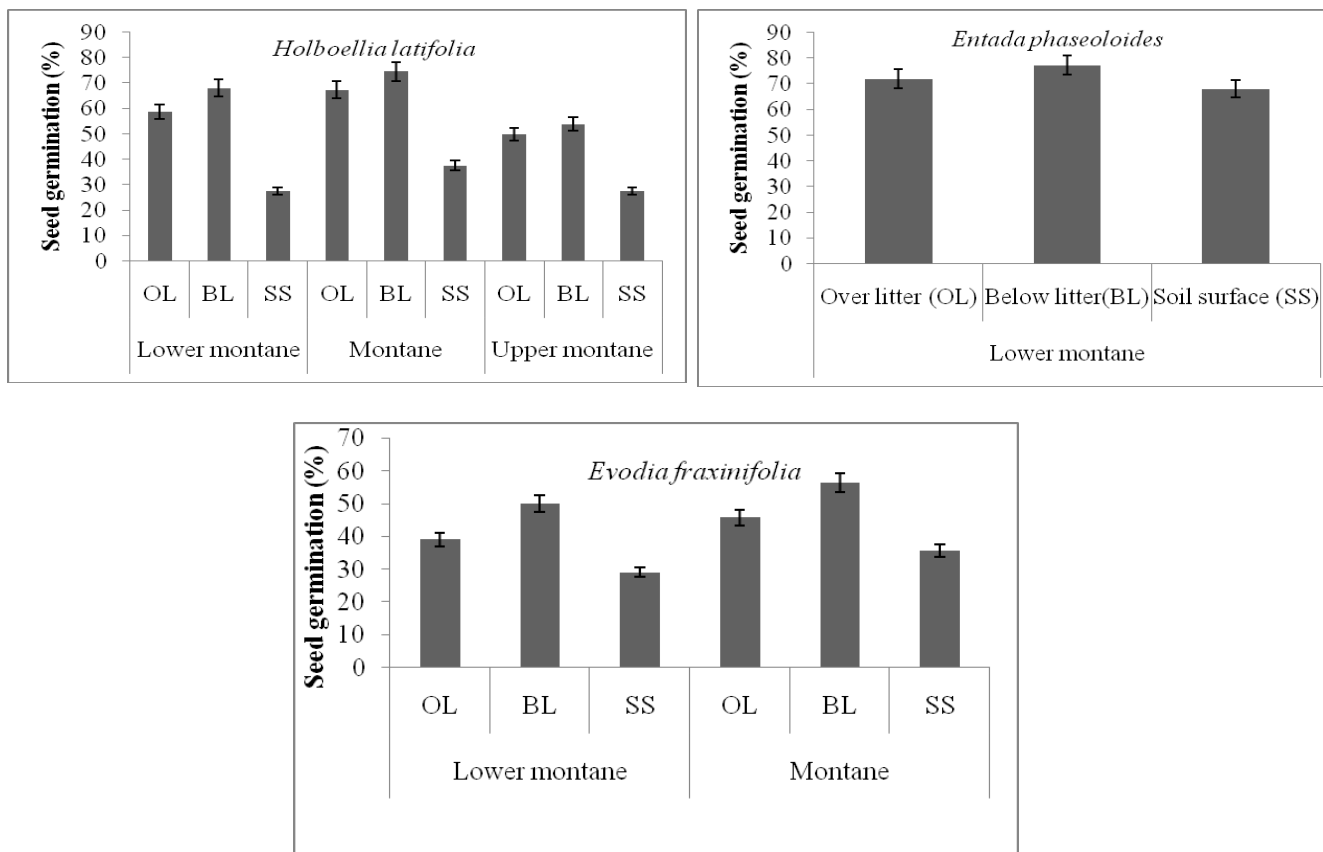 Holboellia latifolia
Seed germination (%)
90
80
70
60
50
40
30
20
10
0
OL BL SS OL BL SS OL BL SS
Lower montane Montane Upper montane
Entada phaseoloides
Seed germination (%)
90
80
70
60
50
40
30
20
10
0
Over litter (OL) Below litter(BL) Soil surface (SS)
Lower montane
Evodia fraxinifolia
Seed germination (%)
70
60
50
40
30
20
10
0
OL BL SS OL BL SS
Lower montane Montane